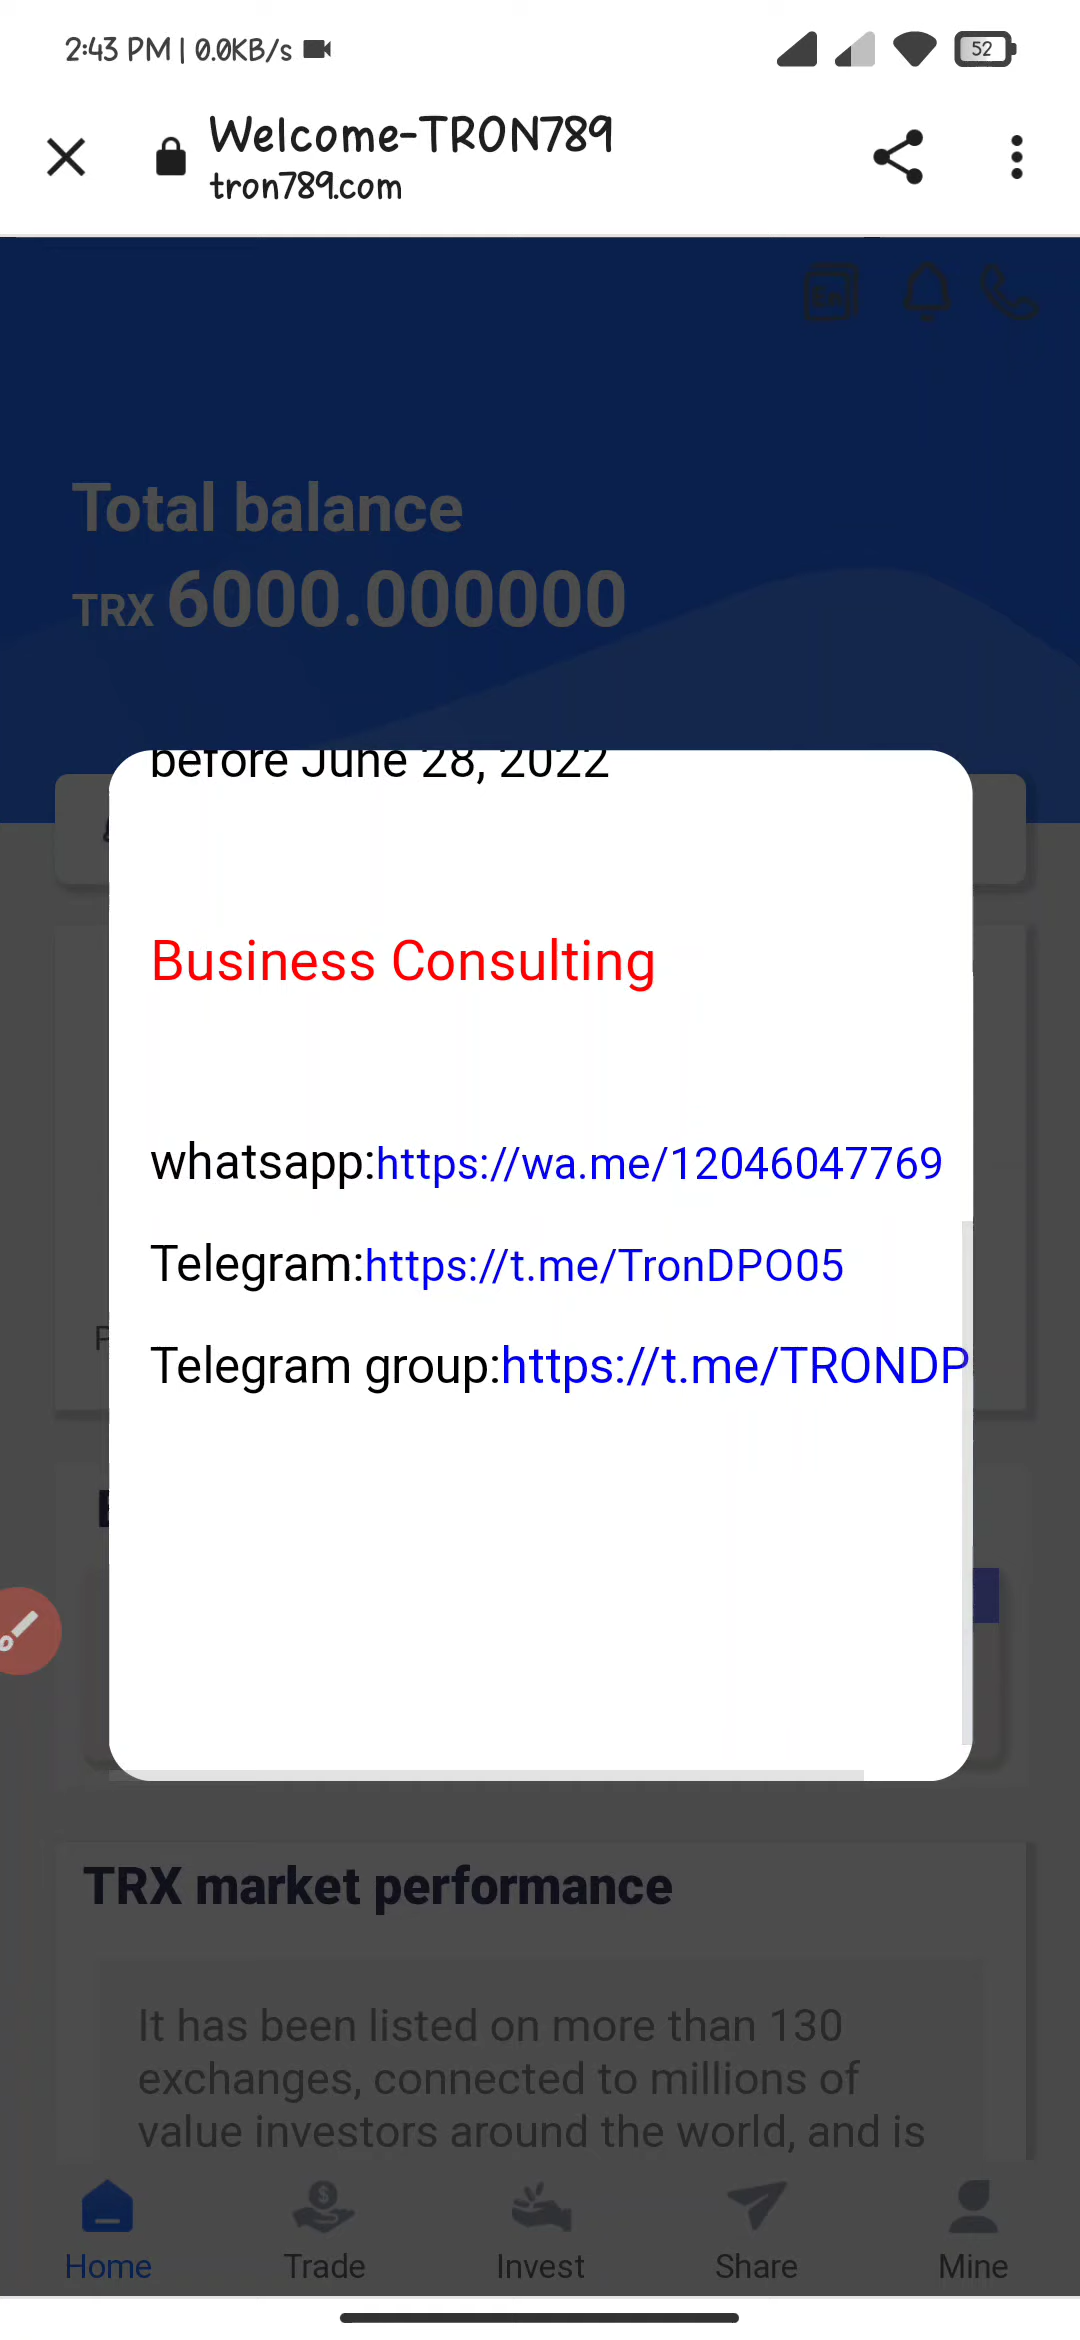 2:43 PM | 0.0KB/s
52
Welcome-TRON789
tron789.com
Total balance
TRX 6000.000000
before June 28, 2022
Business Consulting
whatsapp:https://wa.me/12046047769
Telegram:https://t.me/TronDPO05
Telegram group:https://t.me/TRONDP
TRX market performance
It has been listed on more than 130
exchanges, connected to millions of
value investors around the world, and is
Home
Trade
Invest
Share
Mine